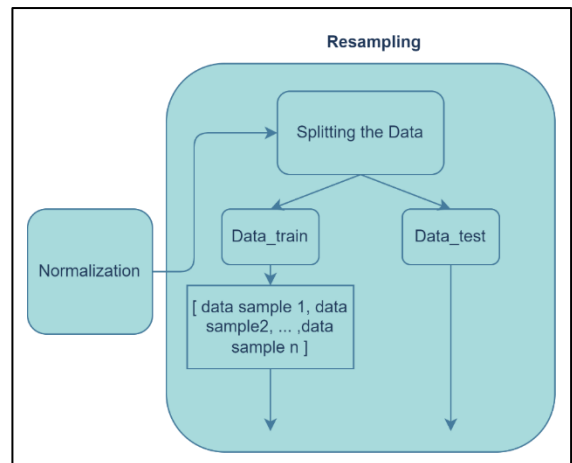 Resampling
Splitting the Data
Normalization
Data_train
Data_test
[ data sample 1, data
sample2, ... ,data
sample n ]